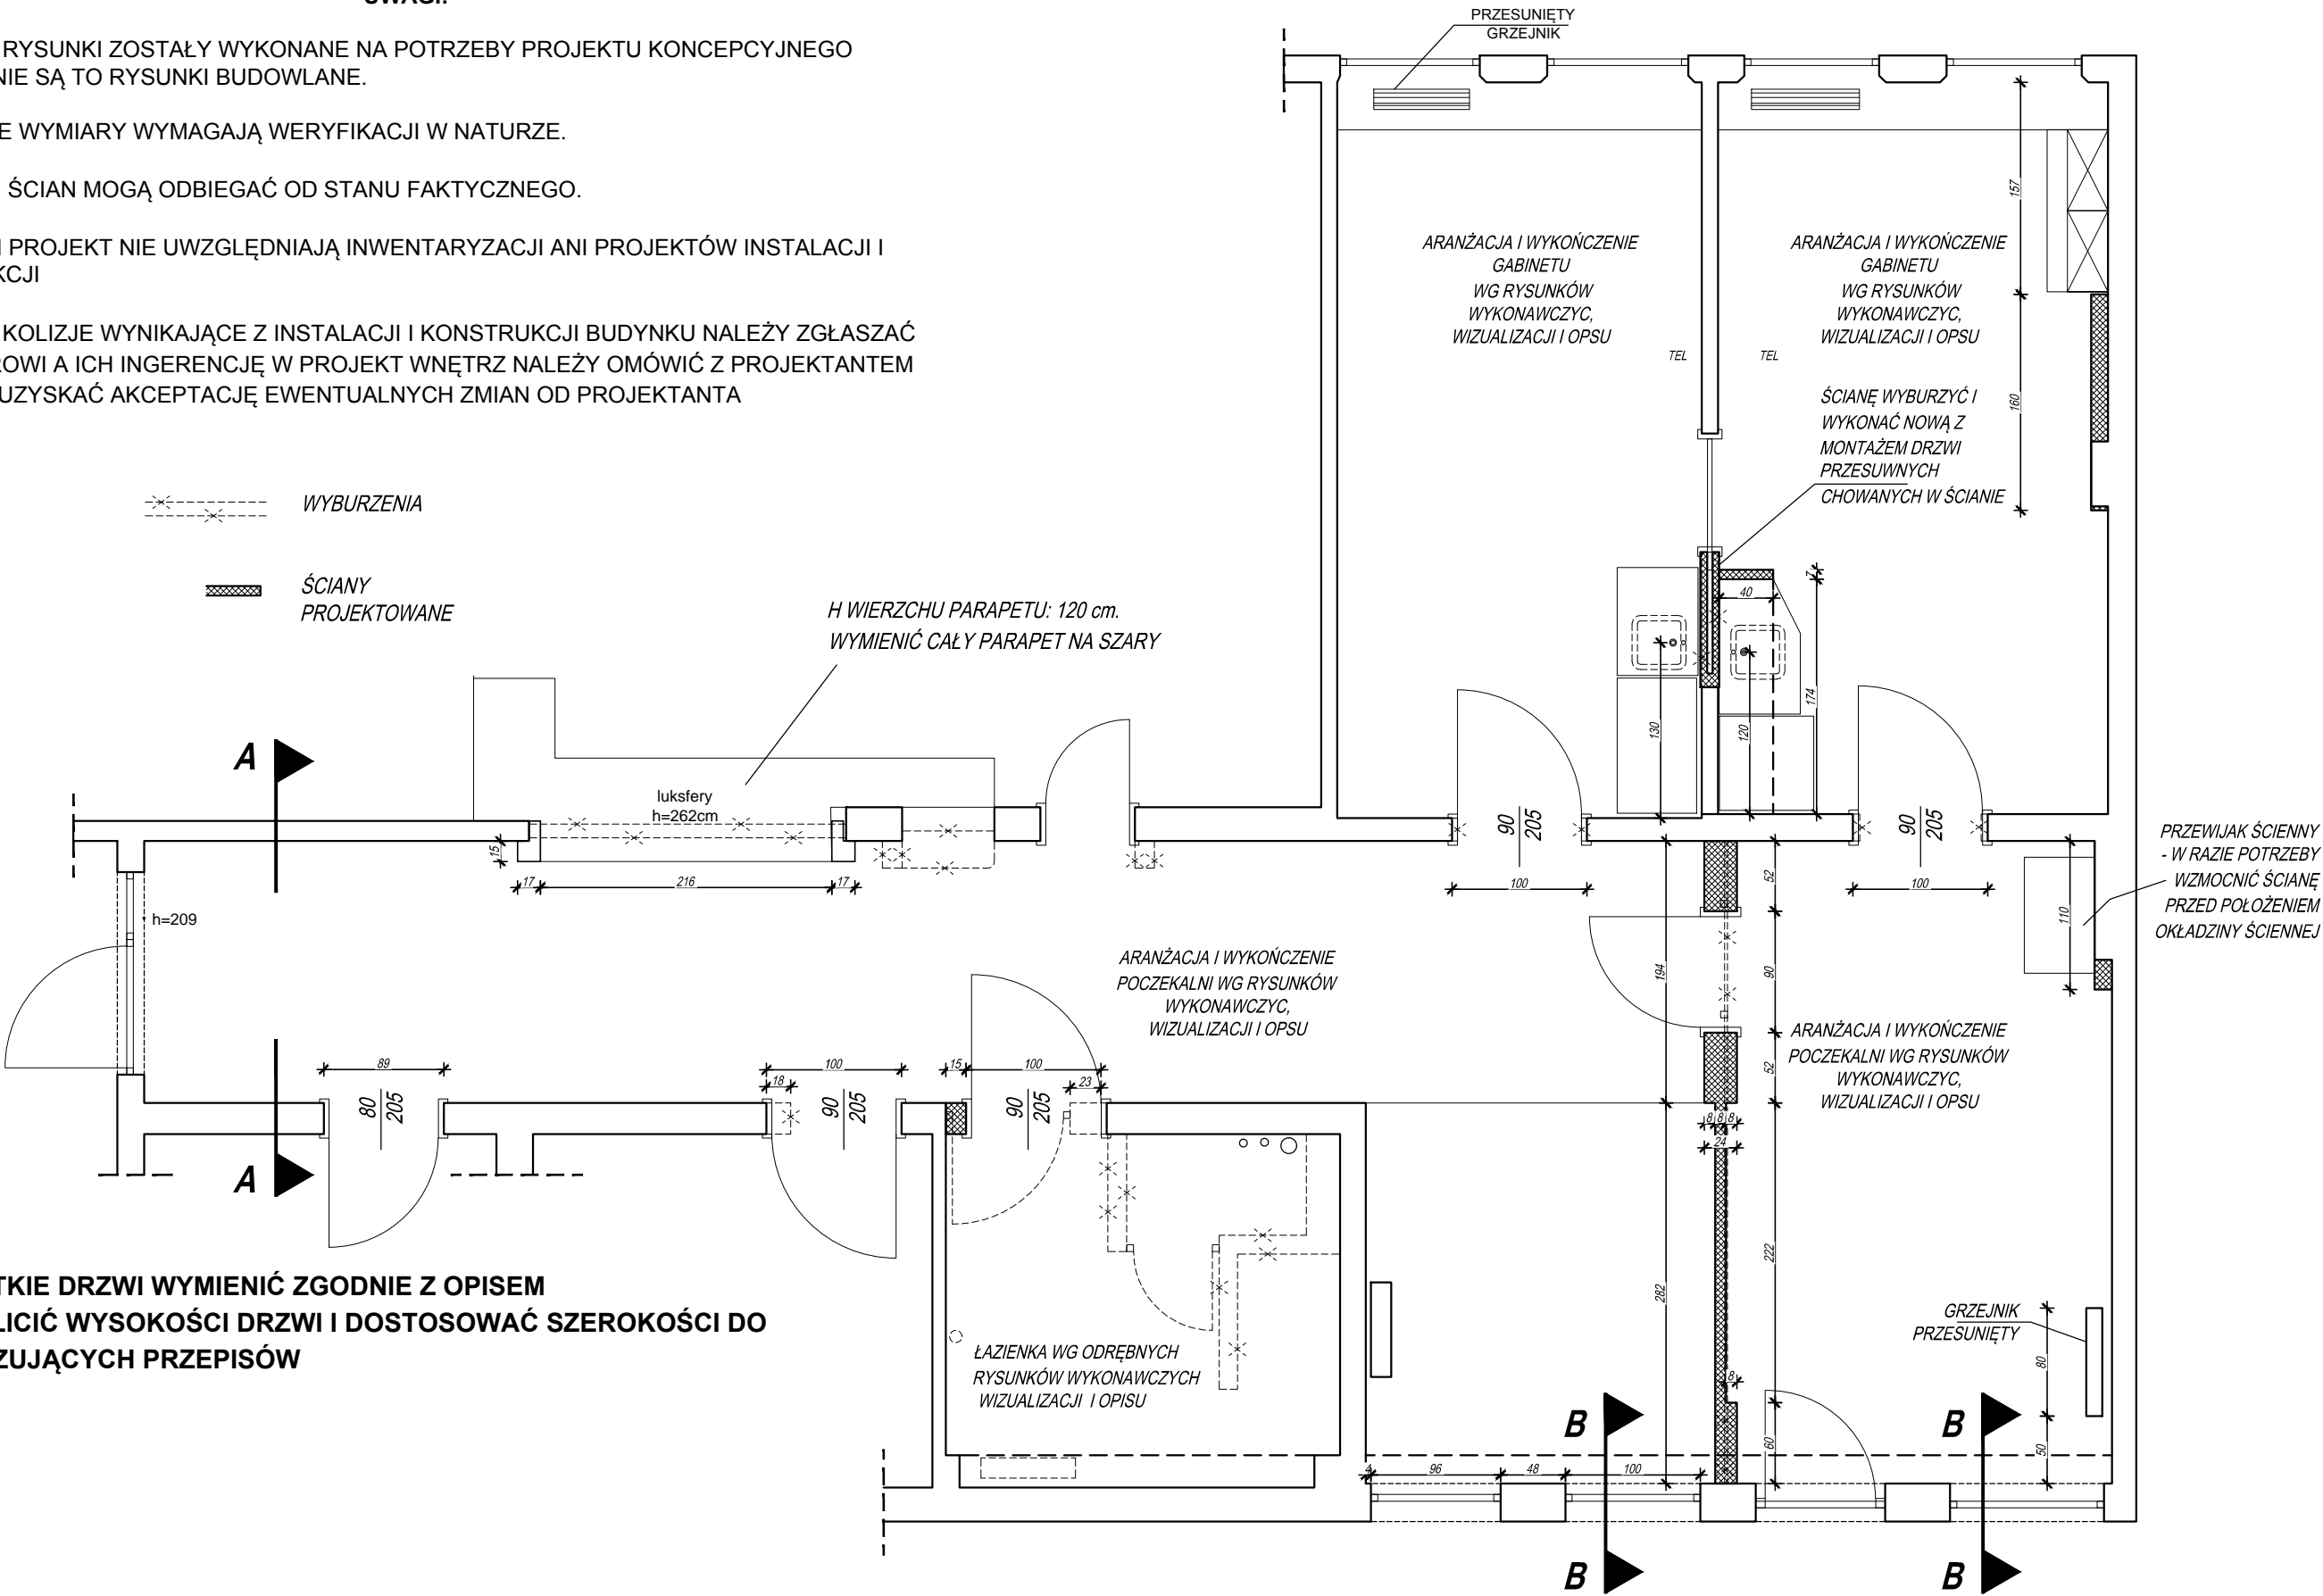 UWAGI:
RYSUNKI ZOSTAŁY WYKONANE NA POTRZEBY PROJEKTU KONCEPCYJNEGO
NIE SĄ TO RYSUNKI BUDOWLANE.
E WYMIARY WYMAGAJĄ WERYFIKACJI W NATURZE.
ŚCIAN MOGĄ ODBIEGAĆ OD STANU FAKTYCZNEGO.
I PROJEKT NIE UWZGLĘDNIAJĄ INWENTARYZACJI ANI PROJEKTÓW INSTALACJI I
KCJI
KOLIZJE WYNIKAJĄCE Z INSTALACJI I KONSTRUKCJI BUDYNKU NALEŻY ZGŁASZAĆ
ROWI A ICH INGERENCJĘ W PROJEKT WNĘTRZ NALEŻY OMÓWIĆ Z PROJEKTANTEM
UZYSKAĆ AKCEPTACJĘ EWENTUALNYCH ZMIAN OD PROJEKTANTA
WYBURZENIA
ŚCIANY
PROJEKTOWANE
H WIERZCHU PARAPETU: 120 cm.
WYMIENIĆ CAŁY PARAPET NA SZARY
PRZESUNIĘTY
GRZEJNIK
ARANŻACJA I WYKOŃCZENIE
GABINETU
WG RYSUNKÓW
WYKONAWCZYC,
WIZUALIZACJI I OPSU
TEL
ARANŻACJA I WYKOŃCZENIE
GABINETU
WG RYSUNKÓW
WYKONAWCZYC,
WIZUALIZACJI I OPSU
TEL
157
160
ŚCIANĘ WYBURZYĆ I
WYKONAĆ NOWĄ Z
MONTAŻEM DRZWI
PRZESUWNYCH
CHOWANYCH W ŚCIANIE
7
40
174
130
120
A
luksfery
h=262cm
15
17
216
17
h=209
90
205
100
90
205
100
PRZEWIJAK ŚCIENNY
- W RAZIE POTRZEBY
WZMOCNIĆ ŚCIANĘ
PRZED POŁOŻENIEM
OKŁADZINY ŚCIENNEJ
110
52
194
90
52
ARANŻACJA I WYKOŃCZENIE
POCZEKALNI WG RYSUNKÓW
WYKONAWCZYC,
WIZUALIZACJI I OPSU
ARANŻACJA I WYKOŃCZENIE
POCZEKALNI WG RYSUNKÓW
WYKONAWCZYC,
WIZUALIZACJI I OPSU
89
80
205
100
18
90
205
15
100
23
90
205
8 8 8
24
A
222
282
TKIE DRZWI WYMIENIĆ ZGODNIE Z OPISEM
LICIĆ WYSOKOŚCI DRZWI I DOSTOSOWAĆ SZEROKOŚCI DO
ZUJĄCYCH PRZEPISÓW
ŁAZIENKA WG ODRĘBNYCH
RYSUNKÓW WYKONAWCZYCH
WIZUALIZACJI I OPISU
GRZEJNIK
PRZESUNIĘTY
80
8
B
B
60
50
4
96
48
100
B
B